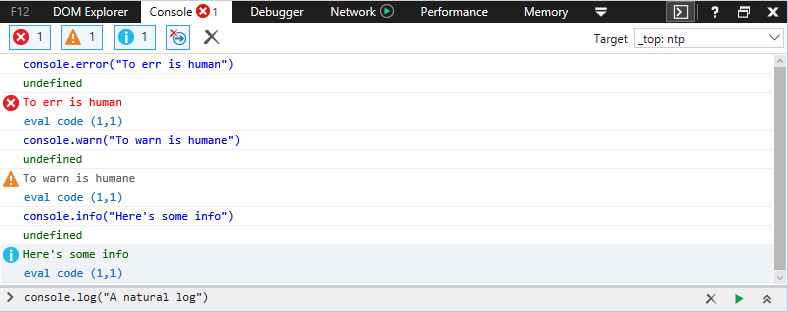 F12 DOM Explorer Console 1 Debugger Network Performance Memory ?
1 1 1 Target _top: ntp
console.error("To err is human")
undefined
To err is human
eval code (1,1)
console.warn("To warn is humane")
undefined
To warn is humane
eval code (1,1)
console.info("Here's some info")
undefined
Here's some info
eval code (1,1)
console.log("A natural log")